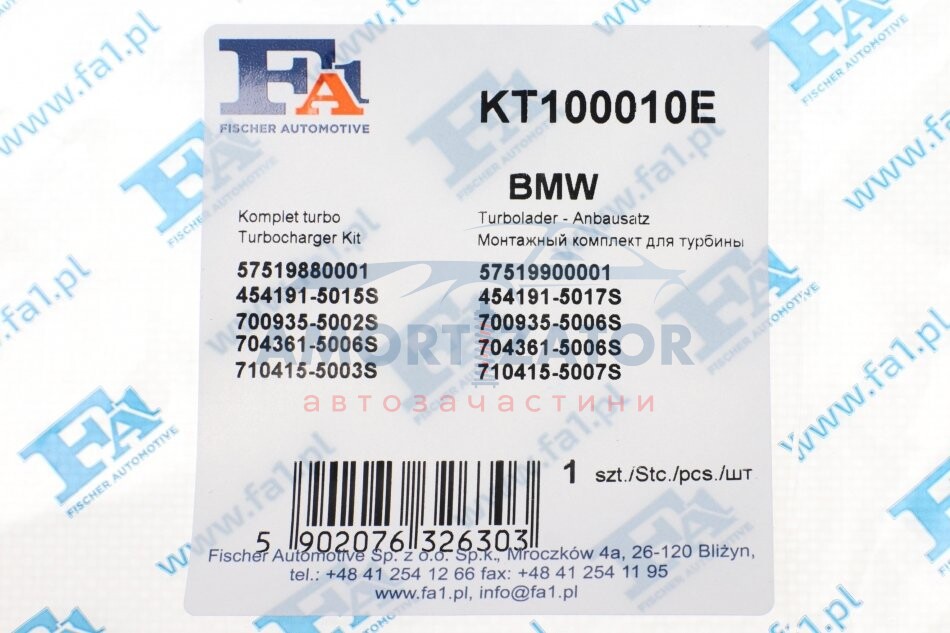 FA1
FISCHER AUTOMOTIVE
KT100010E
BMW
Komplet turbo
Turbocharger Kit
Turbolader - Anbausatz
Монтажный комплект для турбины
57519880001
454191-5015S
700935-5002S
704361-5006S
710415-5003S
57519900001
454191-5017S
700935-5006S
704361-5006S
710415-5007S
AMORTIZATOR
автозачастини
1 szt./Stc./pcs./шт
5 902076 326303
Fischer Automotive Sp. z o.o. Sp.k., Mroczków 4a, 26-120 Bliżyn,
tel.: +48 41 254 12 66 fax: +48 41 254 11 95
www.fa1.pl, info@fa1.pl
www.fa1.pl
FA1
FISCHER AUTOMOTIVE